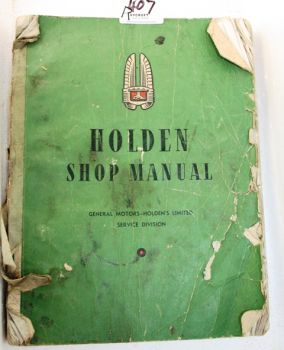 407
HOLDEN
SHOP MANUAL
GENERAL MOTORS-HOLDEN'S LIMITED
SERVICE DIVISION